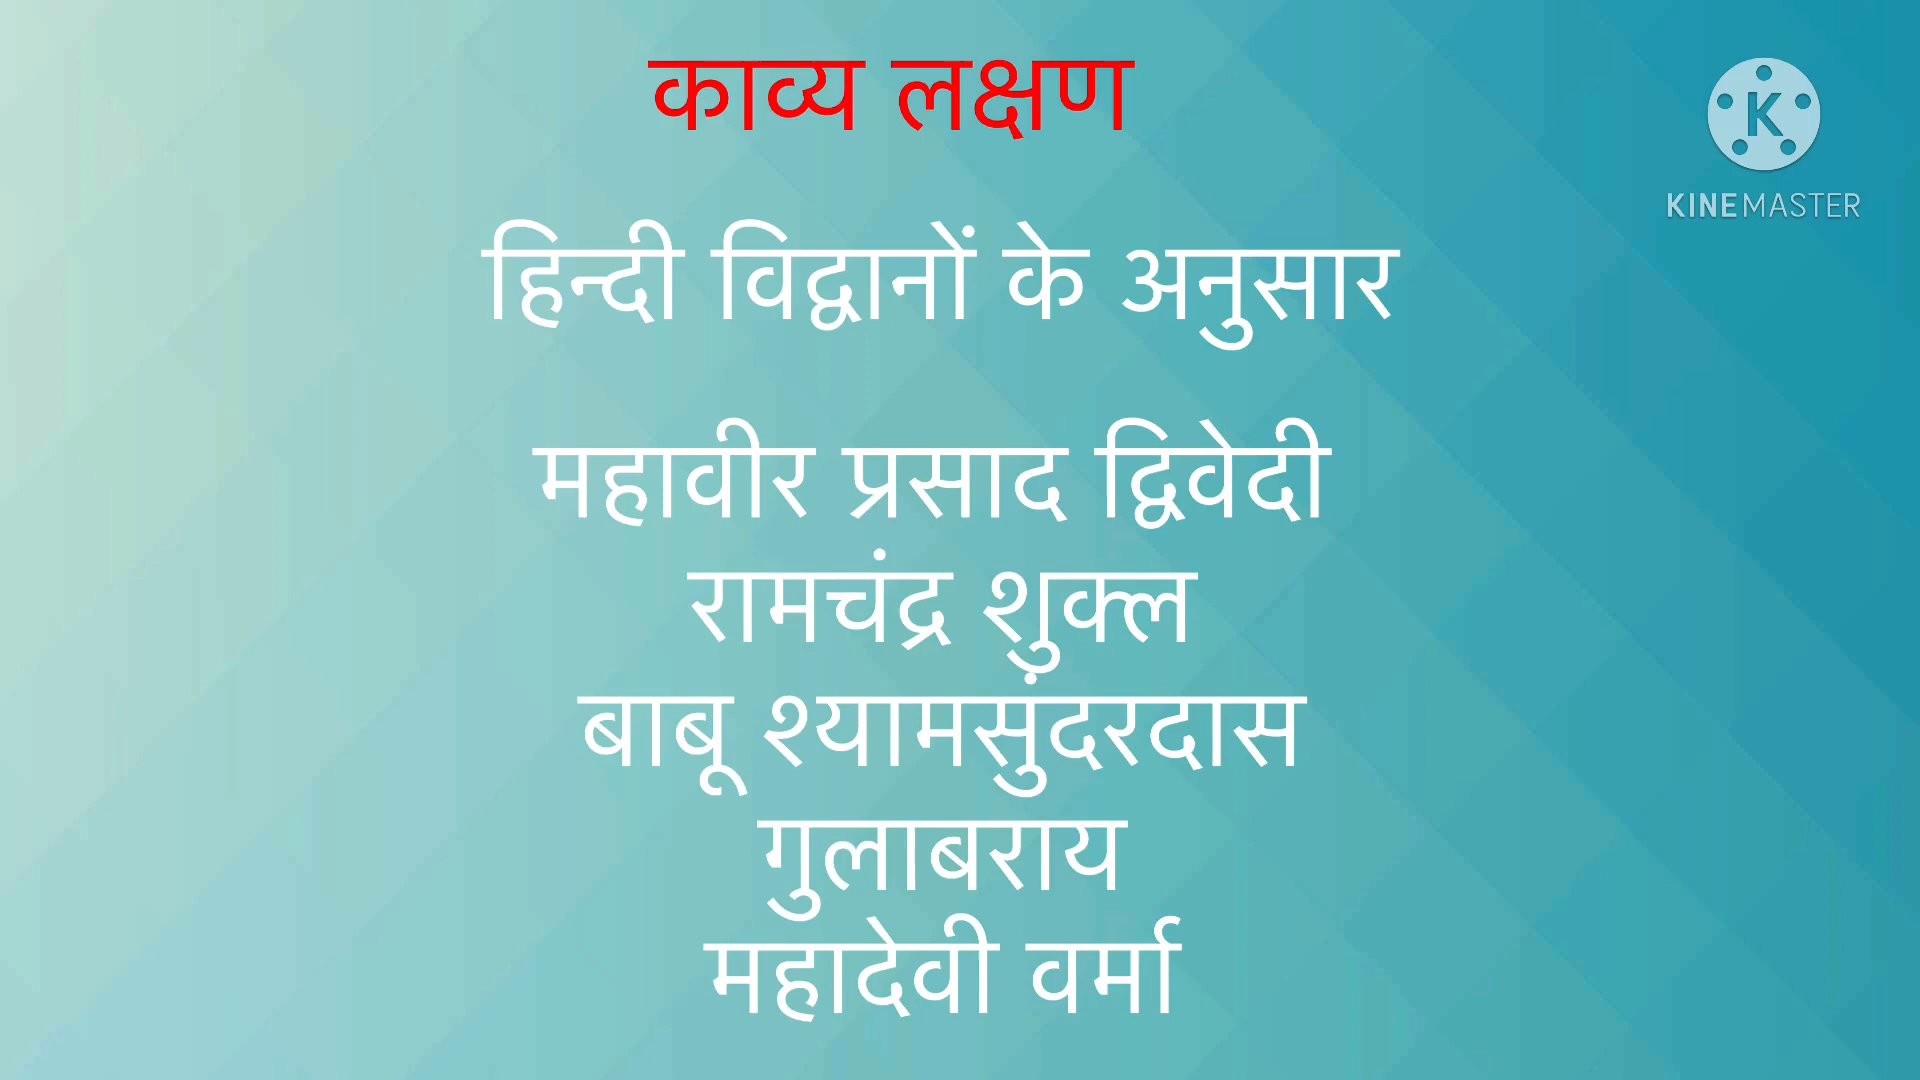 काव्य लक्षण
K
KINEMASTER
हिन्दी विद्वानों के अनुसार
महावीर प्रसाद द्विवेदी
रामचंद्र शुक्ल
बाबू श्यामसुंदरदास
गुलाबराय
महादेवी वर्मा